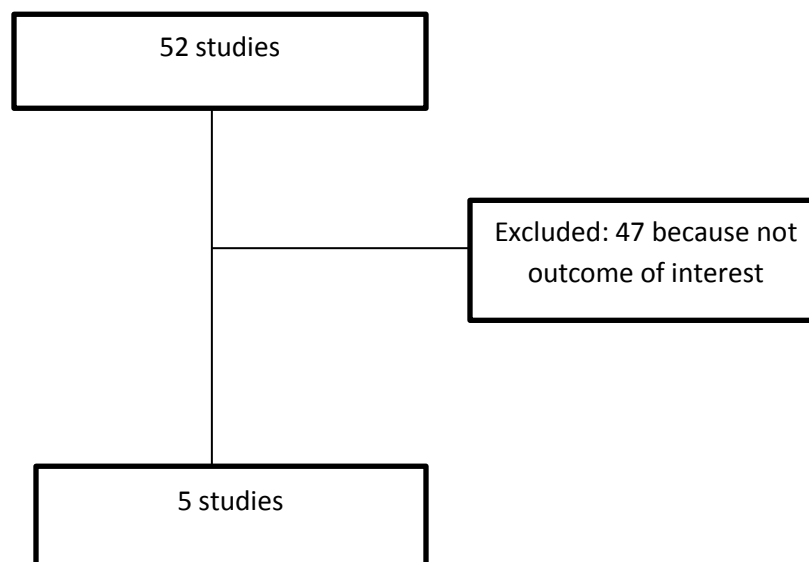 52 studies
Excluded: 47 because not
outcome of interest
5 studies